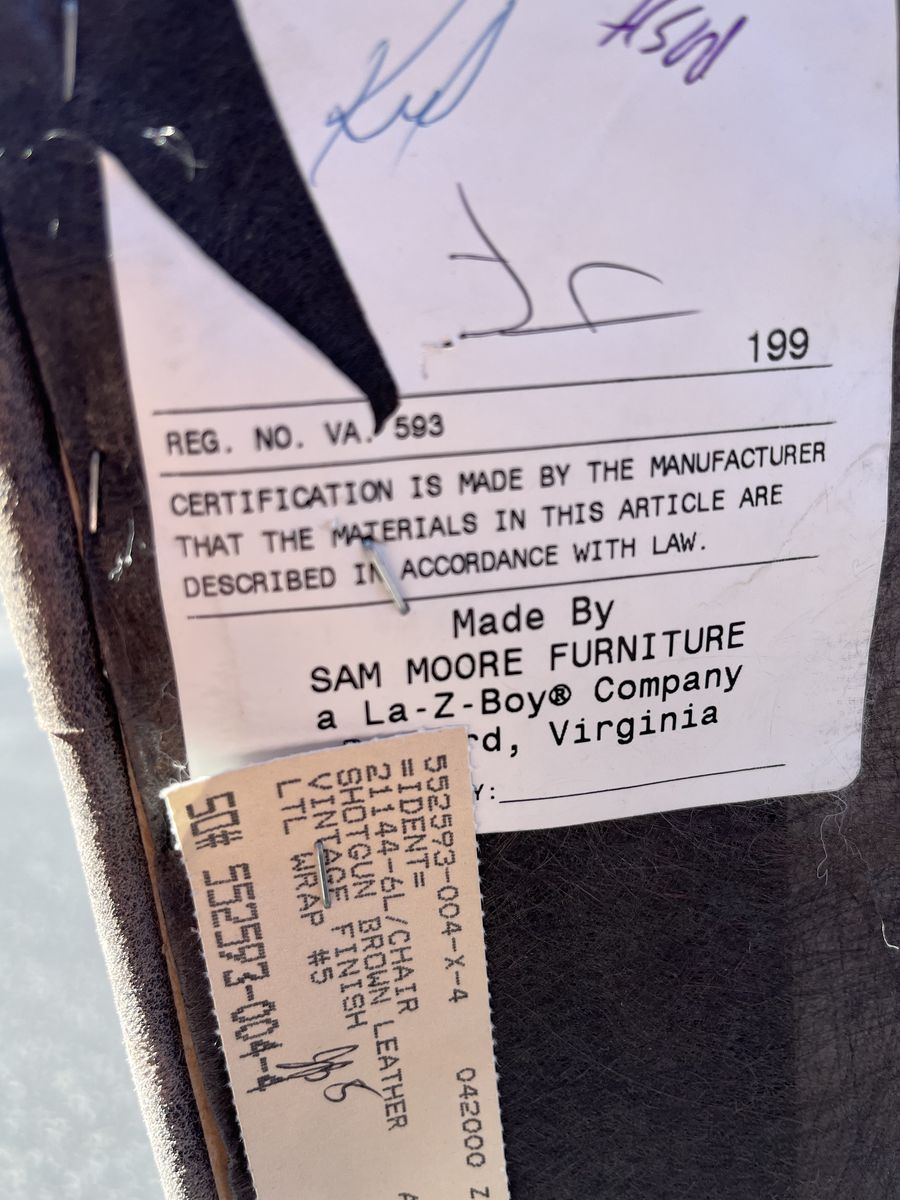 199
REG. NO. VA. 593
CERTIFICATION IS MADE BY THE MANUFACTURER
THAT THE MATERIALS IN THIS ARTICLE ARE
DESCRIBED IN ACCORDANCE WITH LAW.
Made By
SAM MOORE FURNITURE
a La-Z-Boy® Company
rd, Virginia
Y:
552593-004-X-4 042000 Z
=IDENT=
21144-6L/CHAIR
SHOTGUN BROWN LEATHER
VINTAGE FINISH
LTL WRAP #5
SO# 552593-004-4